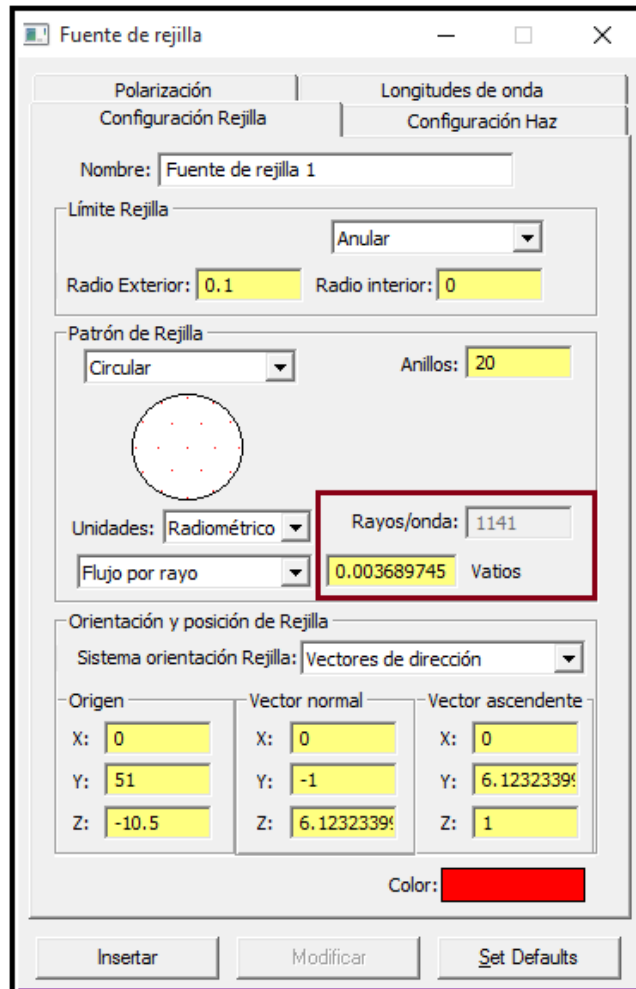 Fuente de rejilla
Polarización Longitudes de onda
Configuración Rejilla Configuración Haz
Nombre: Fuente de rejilla 1
Límite Rejilla
Anular
Radio Exterior: 0.1 Radio interior: 0
Patrón de Rejilla
Circular Anillos: 20
Unidades: Radiométrico Rayos/onda: 1141
Flujo por rayo 0.003689745 Vatios
Orientación y posición de Rejilla
Sistema orientación Rejilla: Vectores de dirección
Origen Vector normal Vector ascendente
X: 0 X: 0 X: 0
Y: 51 Y: -1 Y: 6.1232339
Z: -10.5 Z: 6.1232339 Z: 1
Color:
Insertar Modificar Set Defaults